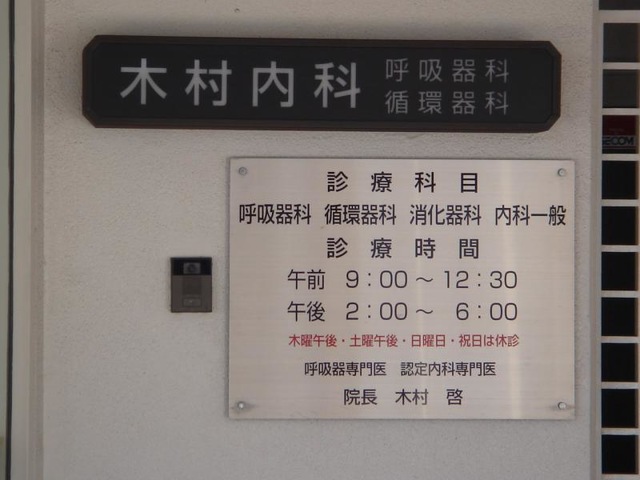 木村内科
呼吸器科
循環器科
診療科目
呼吸器科 循環器科 消化器科 内科一般
診療時間
午前 9：00～12：30
午後 2：00～ 6：00
木曜午後・土曜午後・日曜日・祝日は休診
呼吸器専門医 認定内科専門医
院長 木村 啓